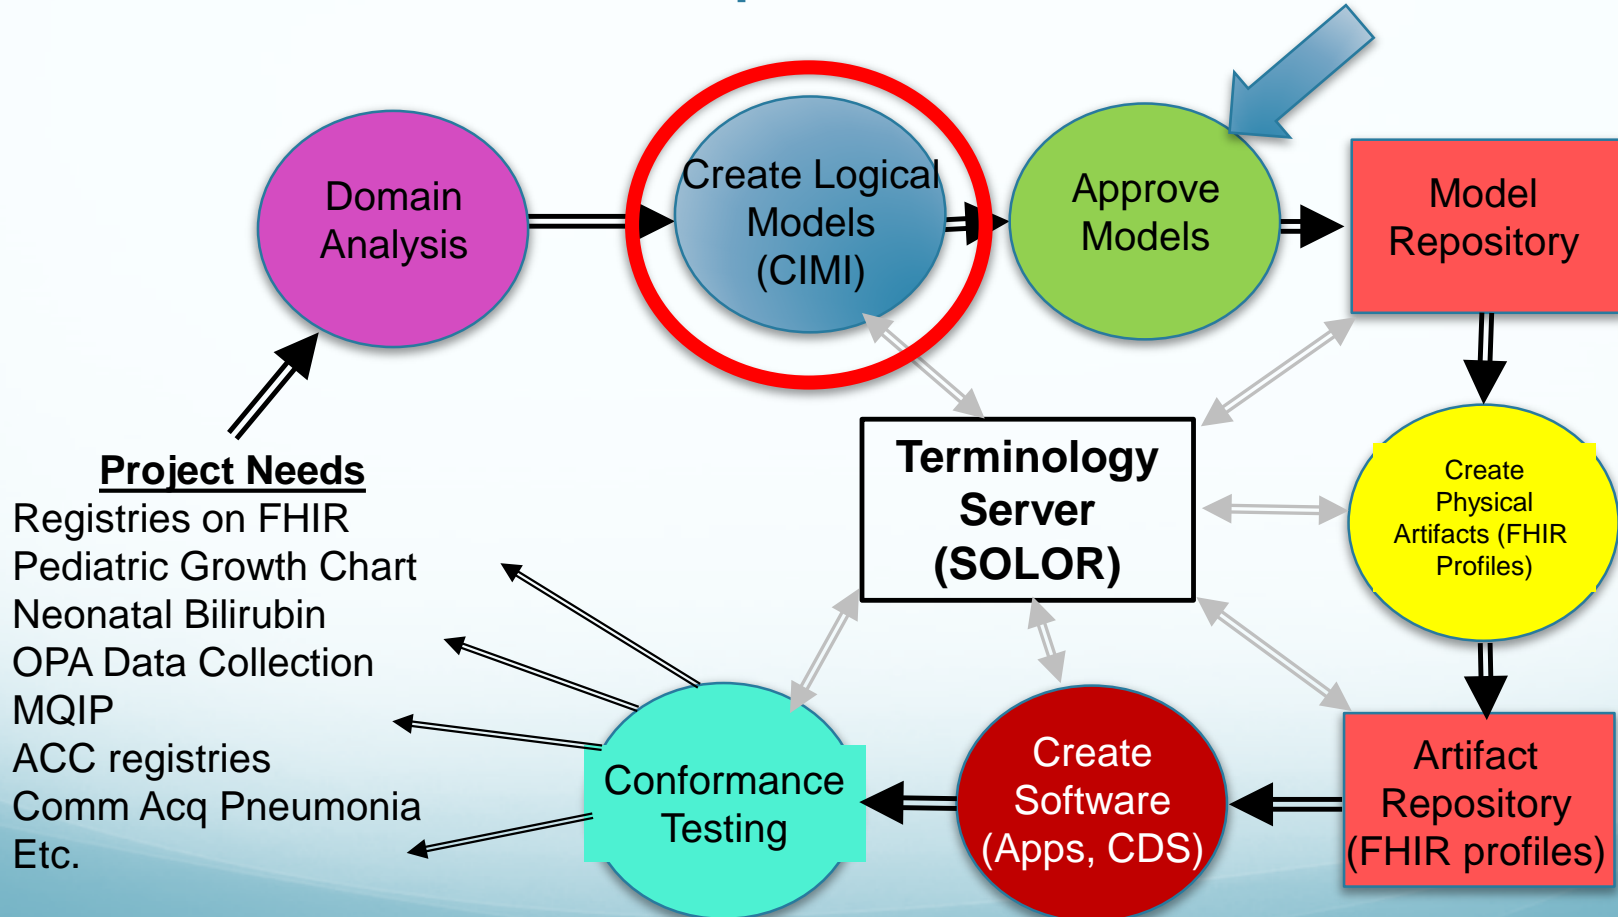 Domain
Analysis
Create Logical
Models
(CIMI)
Approve
Models
Model
Repository
Project Needs
Registries on FHIR
Pediatric Growth Chart
Neonatal Bilirubin
OPA Data Collection
MQIP
ACC registries
Comm Acq Pneumonia
Etc.
Terminology
Server
(SOLOR)
Create
Physical
Artifacts (FHIR
Profiles)
Conformance
Testing
Create
Software
(Apps, CDS)
Artifact
Repository
(FHIR profiles)